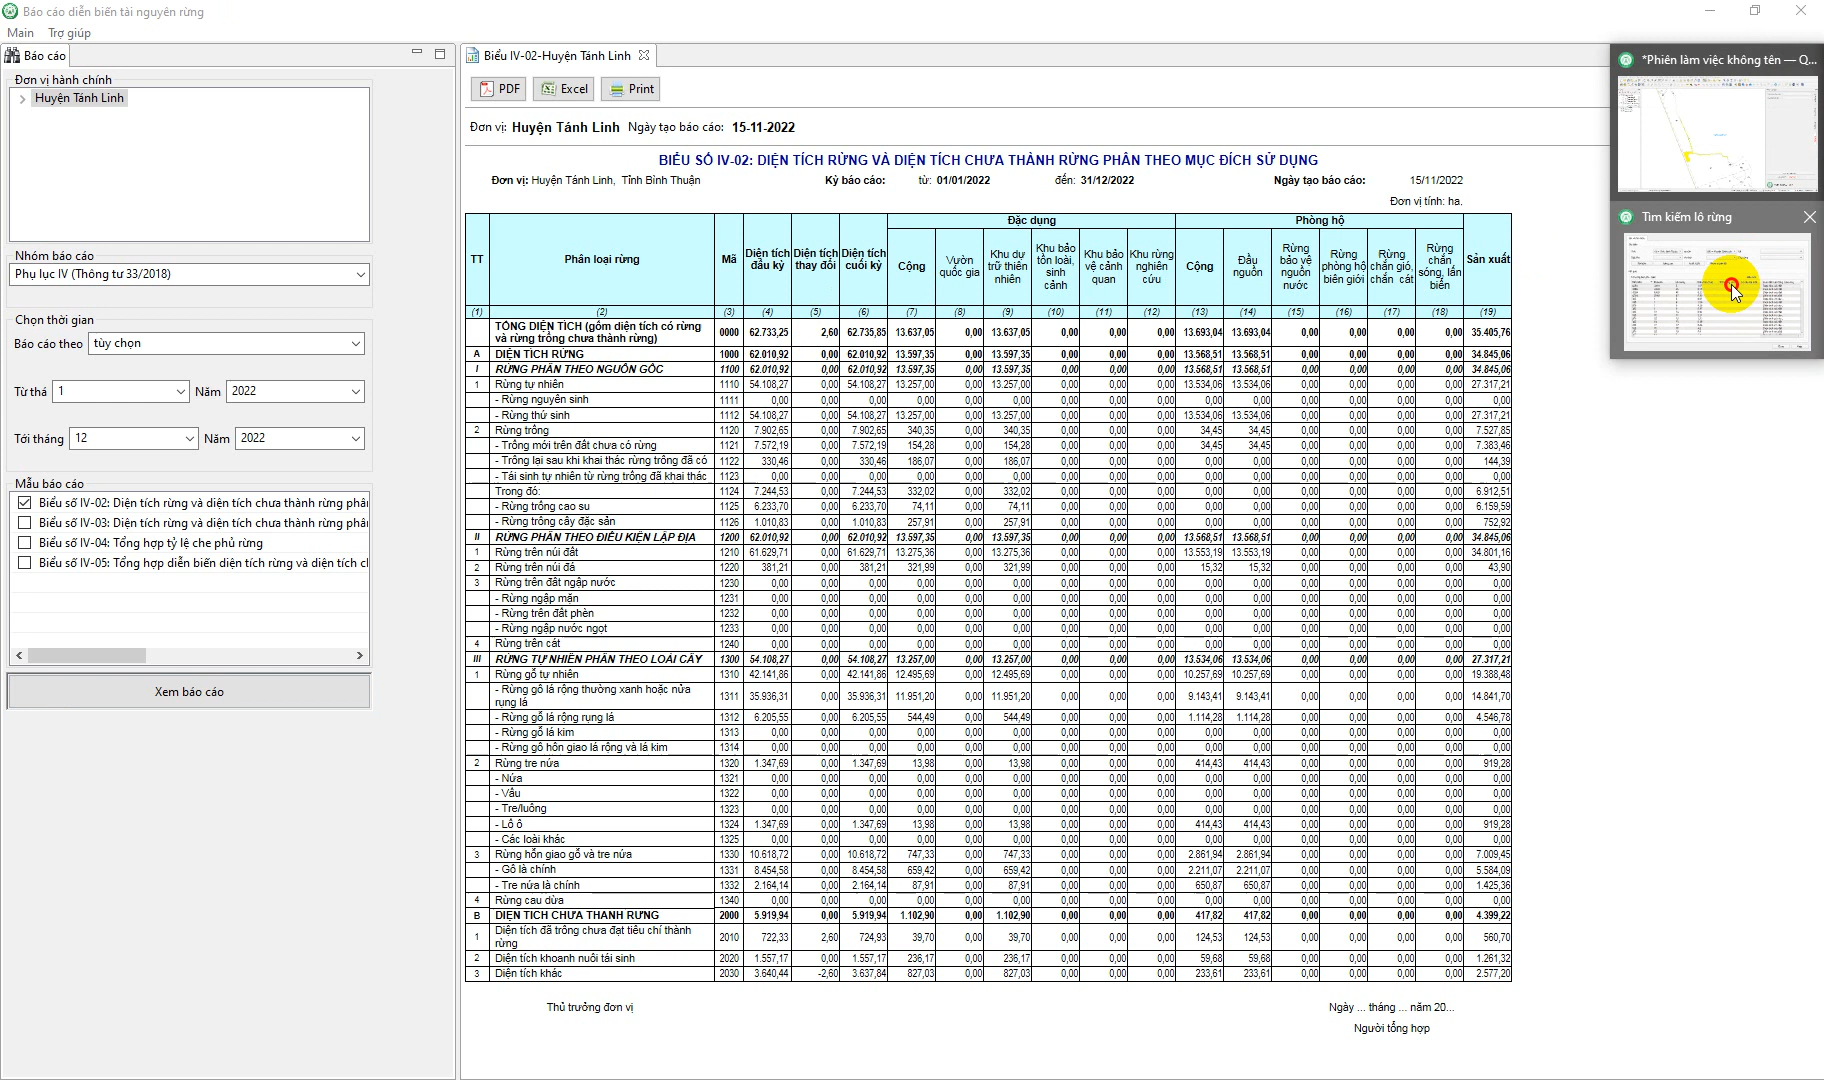 Báo cáo diễn biến tài nguyên rừng
Main Trợ giúp
Báo cáo
Đơn vị hành chính
Huyện Tánh Linh
Nhóm báo cáo
Phụ lục IV (Thông tư 33/2018)
Chọn thời gian
Báo cáo theo tùy chọn
Từ thá 1 Năm 2022
Tới tháng 12 Năm 2022
Mẫu báo cáo
Biểu số IV-02: Diện tích rừng và diện tích chưa thành rừng phân
Biểu số IV-03: Diện tích rừng và diện tích chưa thành rừng phân
Biểu số IV-04: Tổng hợp tỷ lệ che phủ rừng
Biểu số IV-05: Tổng hợp diễn biến diện tích rừng và diện tích cl
Xem báo cáo
Biểu IV-02-Huyện Tánh Linh
PDF Excel Print
Đơn vị: Huyện Tánh Linh Ngày tạo báo cáo: 15-11-2022
BIỂU SỐ IV-02: DIỆN TÍCH RỪNG VÀ DIỆN TÍCH CHƯA THÀNH RỪNG PHÂN THEO MỤC ĐÍCH SỬ DỤNG
Đơn vị: Huyện Tánh Linh, Tỉnh Bình Thuận Kỳ báo cáo: từ: 01/01/2022 đến: 31/12/2022 Ngày tạo báo cáo: 15/11/2022
Đơn vị tính: ha.
TT Phân loại rừng Mã Diện tích đầu kỳ Diện tích thay đổi Diện tích cuối kỳ Đặc dụng Phòng hộ Sản xuất
Cộng Vườn quốc gia Khu dự trữ thiên nhiên Khu bảo tồn loài, sinh cảnh Khu bảo vệ cảnh quan Khu rừng nghiên cứu Cộng Đầu nguồn Rừng bảo vệ nguồn nước Rừng phòng hộ biên giới Rừng chắn gió, chắn cát Rừng chắn sóng, lấn biển
(1) (2) (3) (4) (5) (6) (7) (8) (9) (10) (11) (12) (13) (14) (15) (16) (17) (18) (19)
TỔNG DIỆN TÍCH (gồm diện tích có rừng và rừng trồng chưa thành rừng) 0000 62.733,25 2,60 62.735,85 13.637,05 0,00 13.637,05 0,00 0,00 0,00 13.693,04 13.693,04 0,00 0,00 0,00 0,00 35.405,76
A DIỆN TÍCH RỪNG 1000 62.010,92 0,00 62.010,92 13.597,35 0,00 13.597,35 0,00 0,00 0,00 13.568,51 13.568,51 0,00 0,00 0,00 0,00 34.845,06
I RỪNG PHÂN THEO NGUỒN GỐC 1100 62.010,92 0,00 62.010,92 13.597,35 0,00 13.597,35 0,00 0,00 0,00 13.568,51 13.568,51 0,00 0,00 0,00 0,00 34.845,06
1 Rừng tự nhiên 1110 54.108,27 0,00 54.108,27 13.257,00 0,00 13.257,00 0,00 0,00 0,00 13.534,06 13.534,06 0,00 0,00 0,00 0,00 27.317,21
- Rừng nguyên sinh 1111 0,00 0,00 0,00 0,00 0,00 0,00 0,00 0,00 0,00 0,00 0,00 0,00 0,00 0,00 0,00 0,00
- Rừng thứ sinh 1112 54.108,27 0,00 54.108,27 13.257,00 0,00 13.257,00 0,00 0,00 0,00 13.534,06 13.534,06 0,00 0,00 0,00 0,00 27.317,21
2 Rừng trồng 1120 7.902,65 0,00 7.902,65 340,35 0,00 340,35 0,00 0,00 0,00 34,45 34,45 0,00 0,00 0,00 0,00 7.527,85
- Trồng mới trên đất chưa có rừng 1121 7.572,19 0,00 7.572,19 154,28 0,00 154,28 0,00 0,00 0,00 34,45 34,45 0,00 0,00 0,00 0,00 7.383,46
- Trồng lại sau khi khai thác rừng trồng đã có 1122 330,46 0,00 330,46 186,07 0,00 186,07 0,00 0,00 0,00 0,00 0,00 0,00 0,00 0,00 0,00 144,39
- Tái sinh tự nhiên từ rừng trồng đã khai thác 1123 0,00 0,00 0,00 0,00 0,00 0,00 0,00 0,00 0,00 0,00 0,00 0,00 0,00 0,00 0,00 0,00
Trong đó: 1124 7.244,53 0,00 7.244,53 332,02 0,00 332,02 0,00 0,00 0,00 0,00 0,00 0,00 0,00 0,00 0,00 6.912,51
- Rừng trồng cao su 1125 6.233,70 0,00 6.233,70 74,11 0,00 74,11 0,00 0,00 0,00 0,00 0,00 0,00 0,00 0,00 0,00 6.159,59
- Rừng trồng cây đặc sản 1126 1.010,83 0,00 1.010,83 257,91 0,00 257,91 0,00 0,00 0,00 0,00 0,00 0,00 0,00 0,00 0,00 752,92
II RỪNG PHÂN THEO ĐIỀU KIỆN LẬP ĐỊA 1200 62.010,92 0,00 62.010,92 13.597,35 0,00 13.597,35 0,00 0,00 0,00 13.568,51 13.568,51 0,00 0,00 0,00 0,00 34.845,06
1 Rừng trên núi đất 1210 61.629,71 0,00 61.629,71 13.275,36 0,00 13.275,36 0,00 0,00 0,00 13.553,19 13.553,19 0,00 0,00 0,00 0,00 34.801,16
2 Rừng trên núi đá 1220 381,21 0,00 381,21 321,99 0,00 321,99 0,00 0,00 0,00 15,32 15,32 0,00 0,00 0,00 0,00 43,90
3 Rừng trên đất ngập nước 1230 0,00 0,00 0,00 0,00 0,00 0,00 0,00 0,00 0,00 0,00 0,00 0,00 0,00 0,00 0,00 0,00
- Rừng ngập mặn 1231 0,00 0,00 0,00 0,00 0,00 0,00 0,00 0,00 0,00 0,00 0,00 0,00 0,00 0,00 0,00 0,00
- Rừng trên đất phèn 1232 0,00 0,00 0,00 0,00 0,00 0,00 0,00 0,00 0,00 0,00 0,00 0,00 0,00 0,00 0,00 0,00
- Rừng ngập nước ngọt 1233 0,00 0,00 0,00 0,00 0,00 0,00 0,00 0,00 0,00 0,00 0,00 0,00 0,00 0,00 0,00 0,00
4 Rừng trên cát 1240 0,00 0,00 0,00 0,00 0,00 0,00 0,00 0,00 0,00 0,00 0,00 0,00 0,00 0,00 0,00 0,00
III RỪNG TỰ NHIÊN PHÂN THEO LOÀI CÂY 1300 54.108,27 0,00 54.108,27 13.257,00 0,00 13.257,00 0,00 0,00 0,00 13.534,06 13.534,06 0,00 0,00 0,00 0,00 27.317,21
1 Rừng gỗ tự nhiên 1310 42.141,86 0,00 42.141,86 12.495,69 0,00 12.495,69 0,00 0,00 0,00 10.257,69 10.257,69 0,00 0,00 0,00 0,00 19.388,48
- Rừng gỗ lá rộng thường xanh hoặc nửa rụng lá 1311 35.936,31 0,00 35.936,31 11.951,20 0,00 11.951,20 0,00 0,00 0,00 9.143,41 9.143,41 0,00 0,00 0,00 0,00 14.841,70
- Rừng gỗ lá rộng rụng lá 1312 6.205,55 0,00 6.205,55 544,49 0,00 544,49 0,00 0,00 0,00 1.114,28 1.114,28 0,00 0,00 0,00 0,00 4.546,78
- Rừng gỗ lá kim 1313 0,00 0,00 0,00 0,00 0,00 0,00 0,00 0,00 0,00 0,00 0,00 0,00 0,00 0,00 0,00 0,00
- Rừng gỗ hỗn giao lá rộng và lá kim 1314 0,00 0,00 0,00 0,00 0,00 0,00 0,00 0,00 0,00 0,00 0,00 0,00 0,00 0,00 0,00 0,00
2 Rừng tre nứa 1320 1.347,69 0,00 1.347,69 13,98 0,00 13,98 0,00 0,00 0,00 414,43 414,43 0,00 0,00 0,00 0,00 919,28
- Nứa 1321 0,00 0,00 0,00 0,00 0,00 0,00 0,00 0,00 0,00 0,00 0,00 0,00 0,00 0,00 0,00 0,00
- Vầu 1322 0,00 0,00 0,00 0,00 0,00 0,00 0,00 0,00 0,00 0,00 0,00 0,00 0,00 0,00 0,00 0,00
- Tre/luồng 1323 0,00 0,00 0,00 0,00 0,00 0,00 0,00 0,00 0,00 0,00 0,00 0,00 0,00 0,00 0,00 0,00
- Lồ ô 1324 1.347,69 0,00 1.347,69 13,98 0,00 13,98 0,00 0,00 0,00 414,43 414,43 0,00 0,00 0,00 0,00 919,28
- Các loài khác 1325 0,00 0,00 0,00 0,00 0,00 0,00 0,00 0,00 0,00 0,00 0,00 0,00 0,00 0,00 0,00 0,00
3 Rừng hỗn giao gỗ và tre nứa 1330 10.618,72 0,00 10.618,72 747,33 0,00 747,33 0,00 0,00 0,00 2.861,94 2.861,94 0,00 0,00 0,00 0,00 7.009,45
- Gỗ là chính 1331 8.454,58 0,00 8.454,58 659,42 0,00 659,42 0,00 0,00 0,00 2.211,07 2.211,07 0,00 0,00 0,00 0,00 5.584,09
- Tre nứa là chính 1332 2.164,14 0,00 2.164,14 87,91 0,00 87,91 0,00 0,00 0,00 650,87 650,87 0,00 0,00 0,00 0,00 1.425,36
4 Rừng cau dừa 1340 0,00 0,00 0,00 0,00 0,00 0,00 0,00 0,00 0,00 0,00 0,00 0,00 0,00 0,00 0,00 0,00
B DIỆN TÍCH CHƯA THÀNH RỪNG 2000 5.919,94 0,00 5.919,94 1.102,90 0,00 1.102,90 0,00 0,00 0,00 417,82 417,82 0,00 0,00 0,00 0,00 4.399,22
1 Diện tích đã trồng chưa đạt tiêu chí thành rừng 2010 722,33 2,60 724,93 39,70 0,00 39,70 0,00 0,00 0,00 124,53 124,53 0,00 0,00 0,00 0,00 560,70
2 Diện tích khoanh nuôi tái sinh 2020 1.557,17 0,00 1.557,17 236,17 0,00 236,17 0,00 0,00 0,00 59,68 59,68 0,00 0,00 0,00 0,00 1.261,32
3 Diện tích khác 2030 3.640,44 -2,60 3.637,84 827,03 0,00 827,03 0,00 0,00 0,00 233,61 233,61 0,00 0,00 0,00 0,00 2.577,20
Thủ trưởng đơn vị
Ngày ... tháng ... năm 20...
Người tổng hợp
*Phiên làm việc không tên — Q...
Tìm kiếm lô rừng